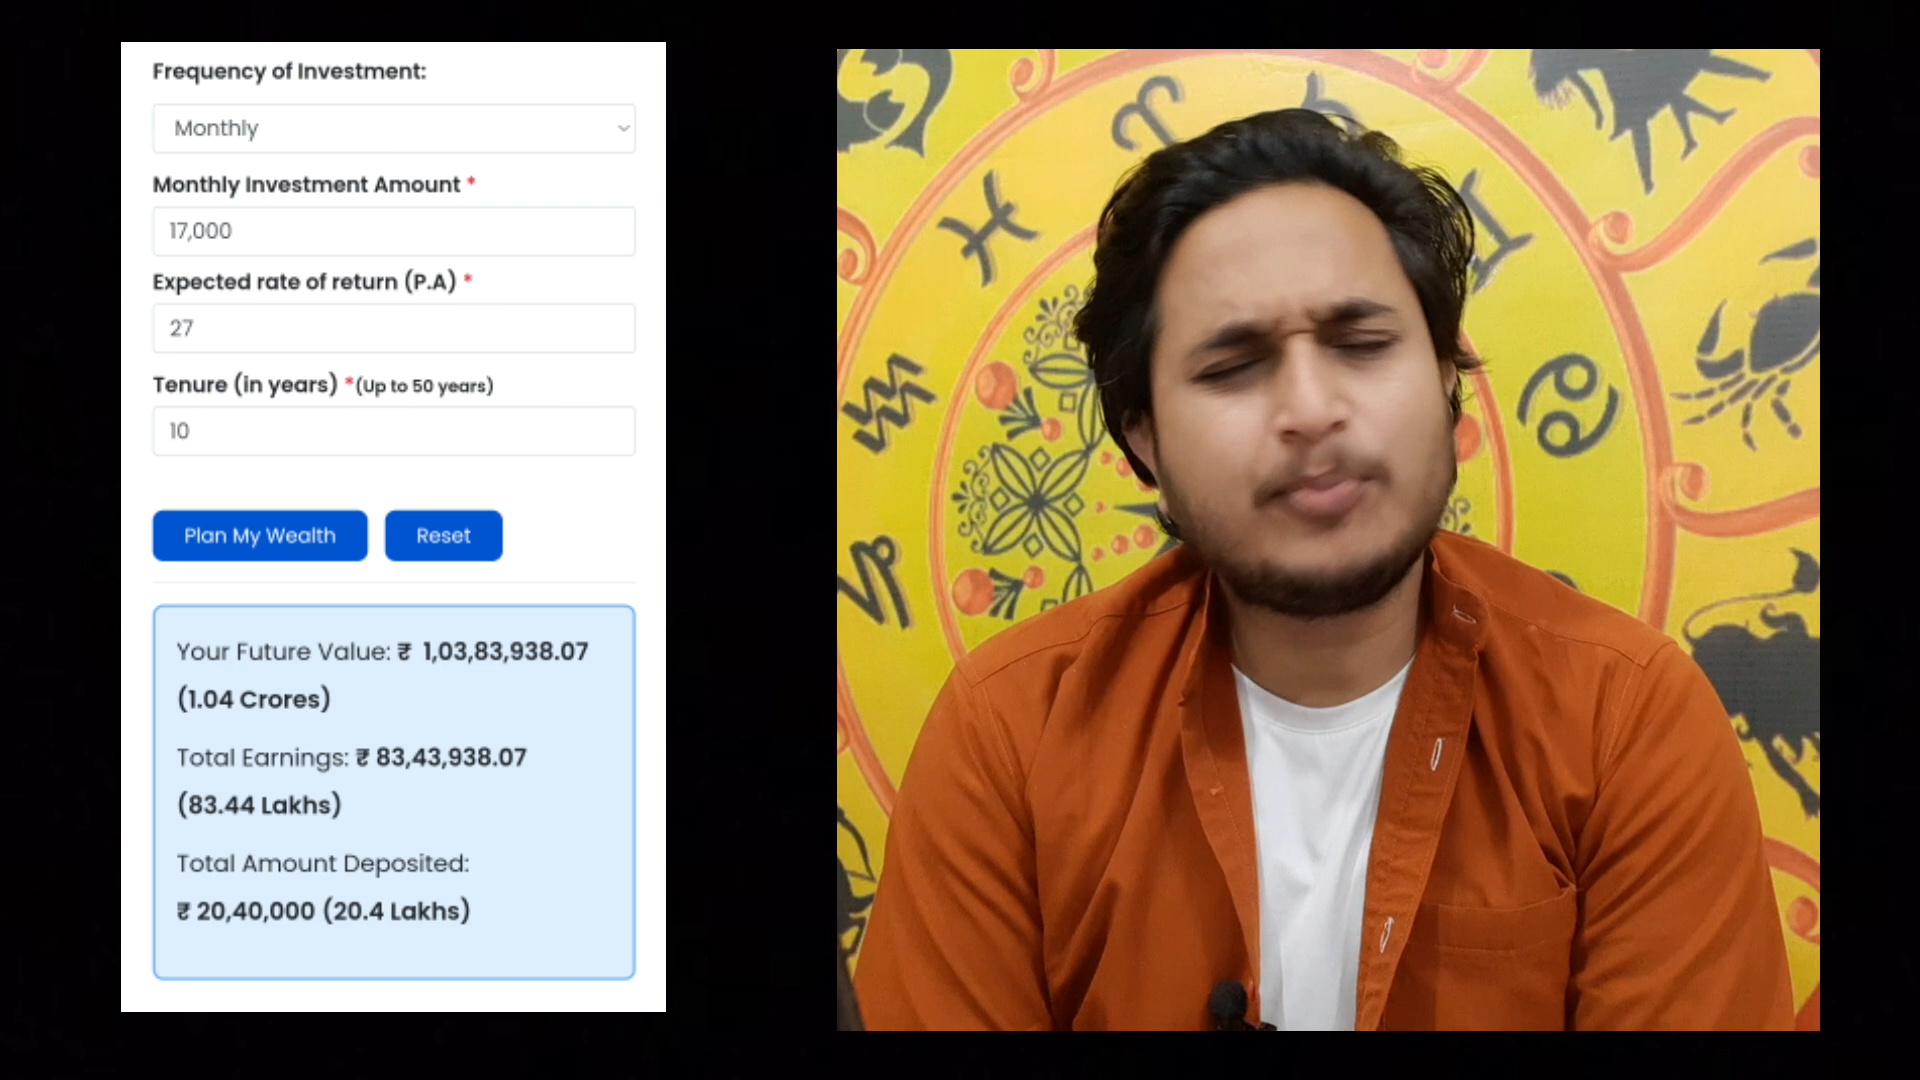 Frequency of Investment:
Monthly
Monthly Investment Amount *
17,000
Expected rate of return (P.A) *
27
Tenure (in years) *(Up to 50 years)
10
Plan My Wealth
Reset
Your Future Value: ₹ 1,03,83,938.07
(1.04 Crores)
Total Earnings: ₹ 83,43,938.07
(83.44 Lakhs)
Total Amount Deposited:
₹ 20,40,000 (20.4 Lakhs)